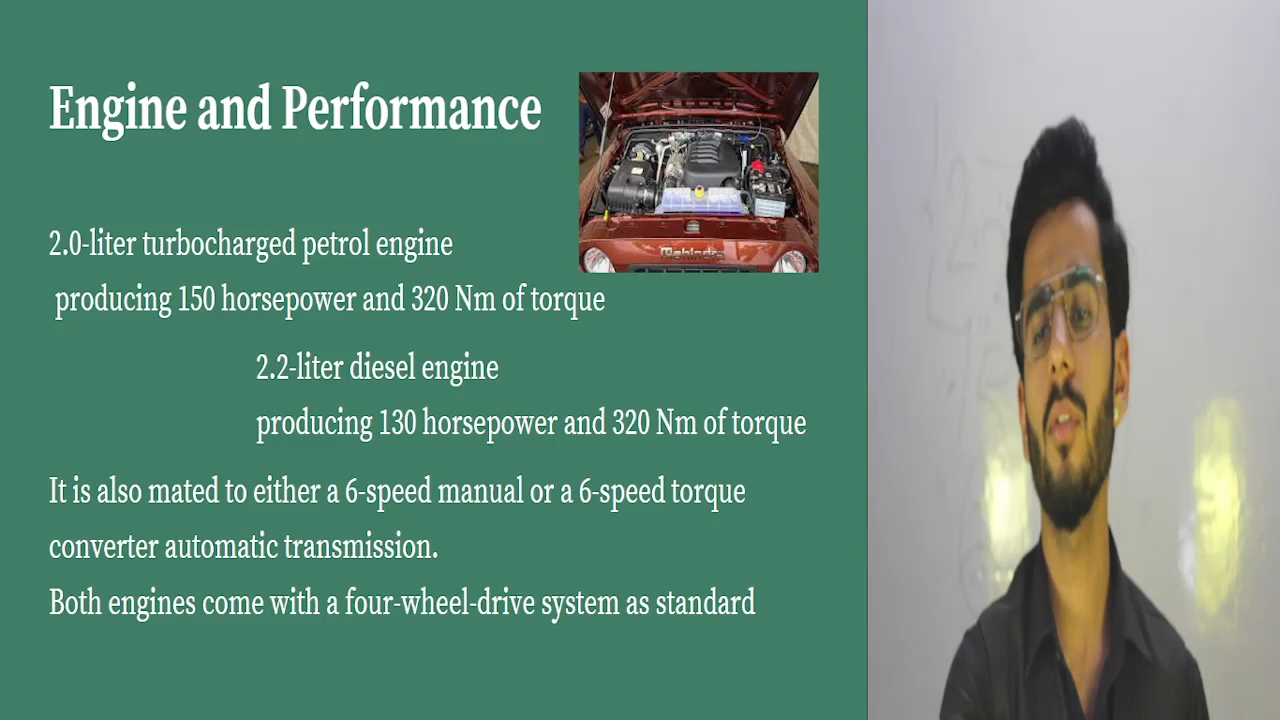 Engine and Performance
Mahindra
2.0-liter turbocharged petrol engine
producing 150 horsepower and 320 Nm of torque
2.2-liter diesel engine
producing 130 horsepower and 320 Nm of torque
It is also mated to either a 6-speed manual or a 6-speed torque
converter automatic transmission.
Both engines come with a four-wheel-drive system as standard